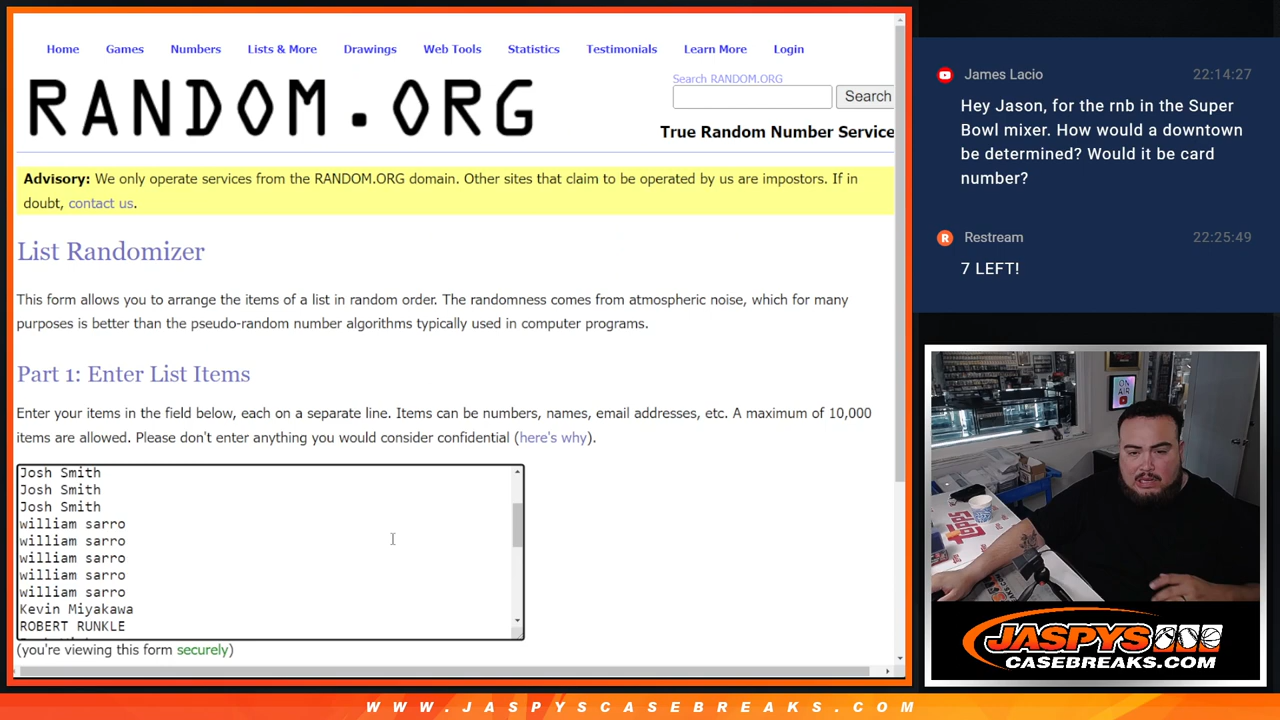 Home Games Numbers Lists & More Drawings Web Tools Statistics Testimonials Learn More Login
RANDOM.ORG
Search RANDOM.ORG
Search
True Random Number Service
Advisory: We only operate services from the RANDOM.ORG domain. Other sites that claim to be operated by us are impostors. If in
doubt, contact us.
List Randomizer
This form allows you to arrange the items of a list in random order. The randomness comes from atmospheric noise, which for many
purposes is better than the pseudo-random number algorithms typically used in computer programs.
Part 1: Enter List Items
Enter your items in the field below, each on a separate line. Items can be numbers, names, email addresses, etc. A maximum of 10,000
items are allowed. Please don't enter anything you would consider confidential (here's why).
Josh Smith
Josh Smith
Josh Smith
william sarro
william sarro
william sarro
william sarro
william sarro
Kevin Miyakawa
ROBERT RUNKLE
(you're viewing this form securely)
James Lacio 22:14:27
Hey Jason, for the rnb in the Super
Bowl mixer. How would a downtown
be determined? Would it be card
number?
Restream 22:25:49
7 LEFT!
ON
AIR
topps
JASPYS
CASEBREAKS.COM
WWW.JASPYSCASEBREAKS.COM